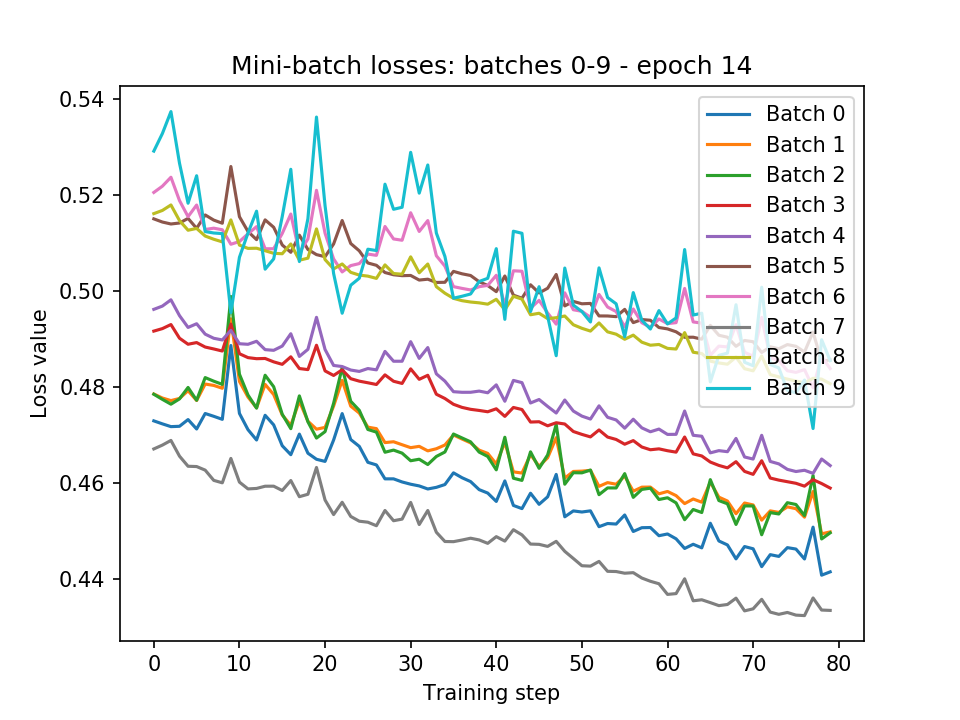 Mini-batch losses: batches 0-9 - epoch 14
0.54
0.52
0.50
0.48
0.46
0.44
Loss value
0
10
20
30
40
50
60
70
80
Training step
Batch 0
Batch 1
Batch 2
Batch 3
Batch 4
Batch 5
Batch 6
Batch 7
Batch 8
Batch 9